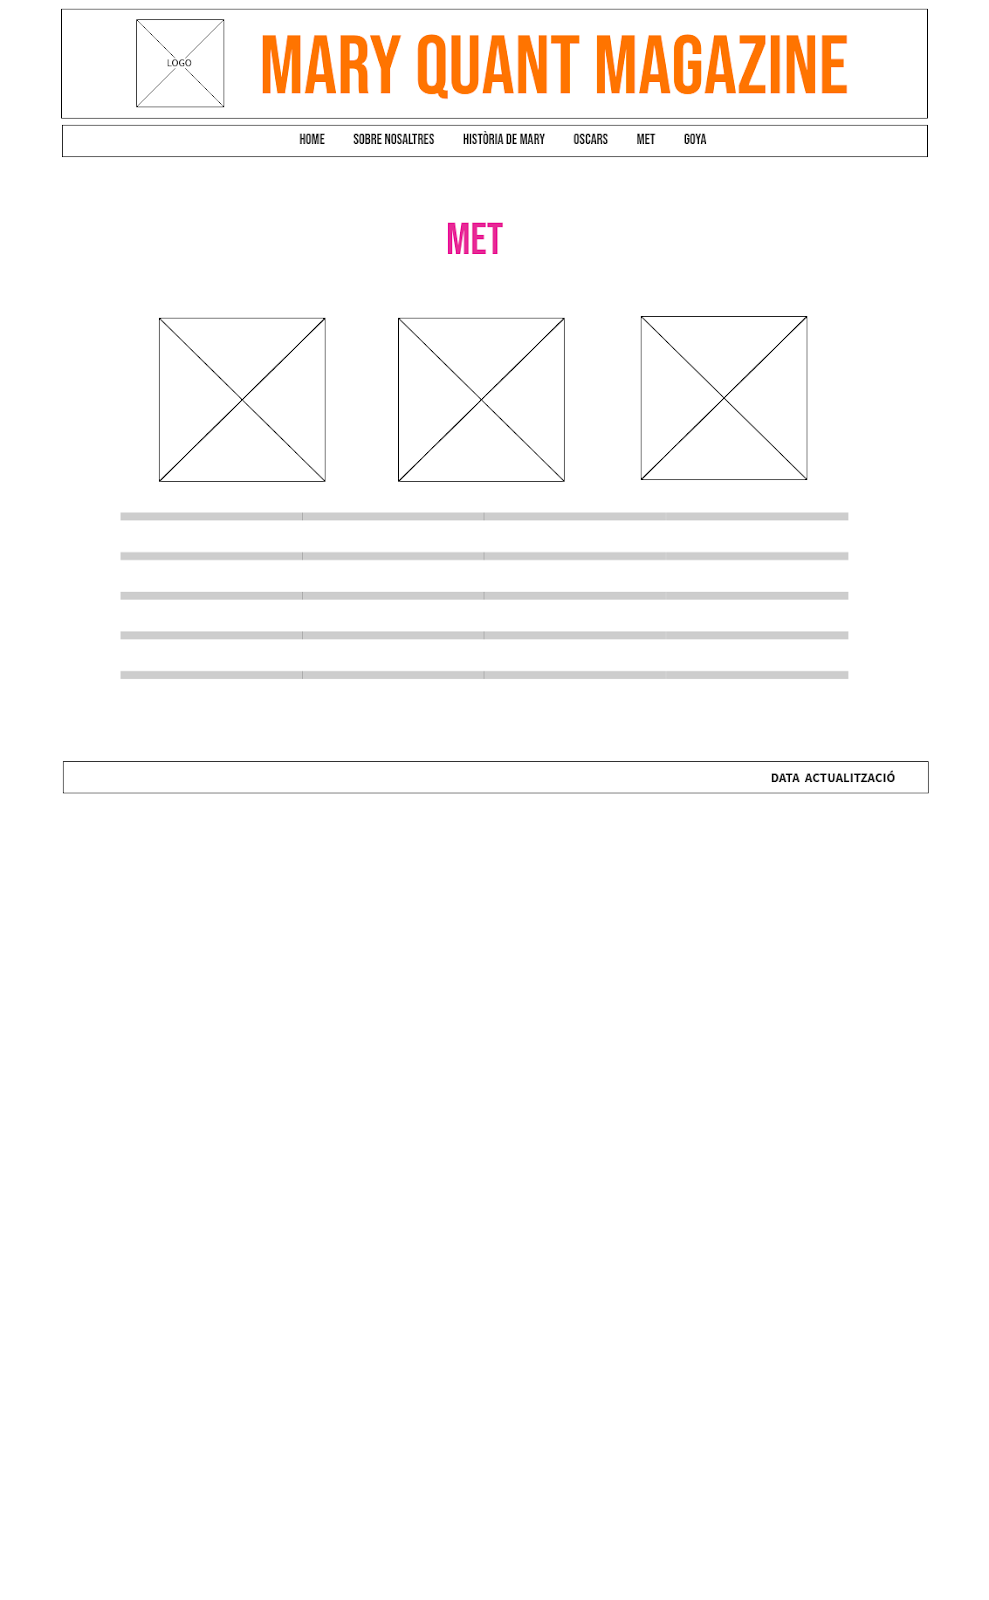 LOGO
MARY QUANT MAGAZINE
HOME SOBRE NOSALTRES HISTÒRIA DE MARY OSCARS MET GOYA
MET
DATA ACTUALITZACIÓ